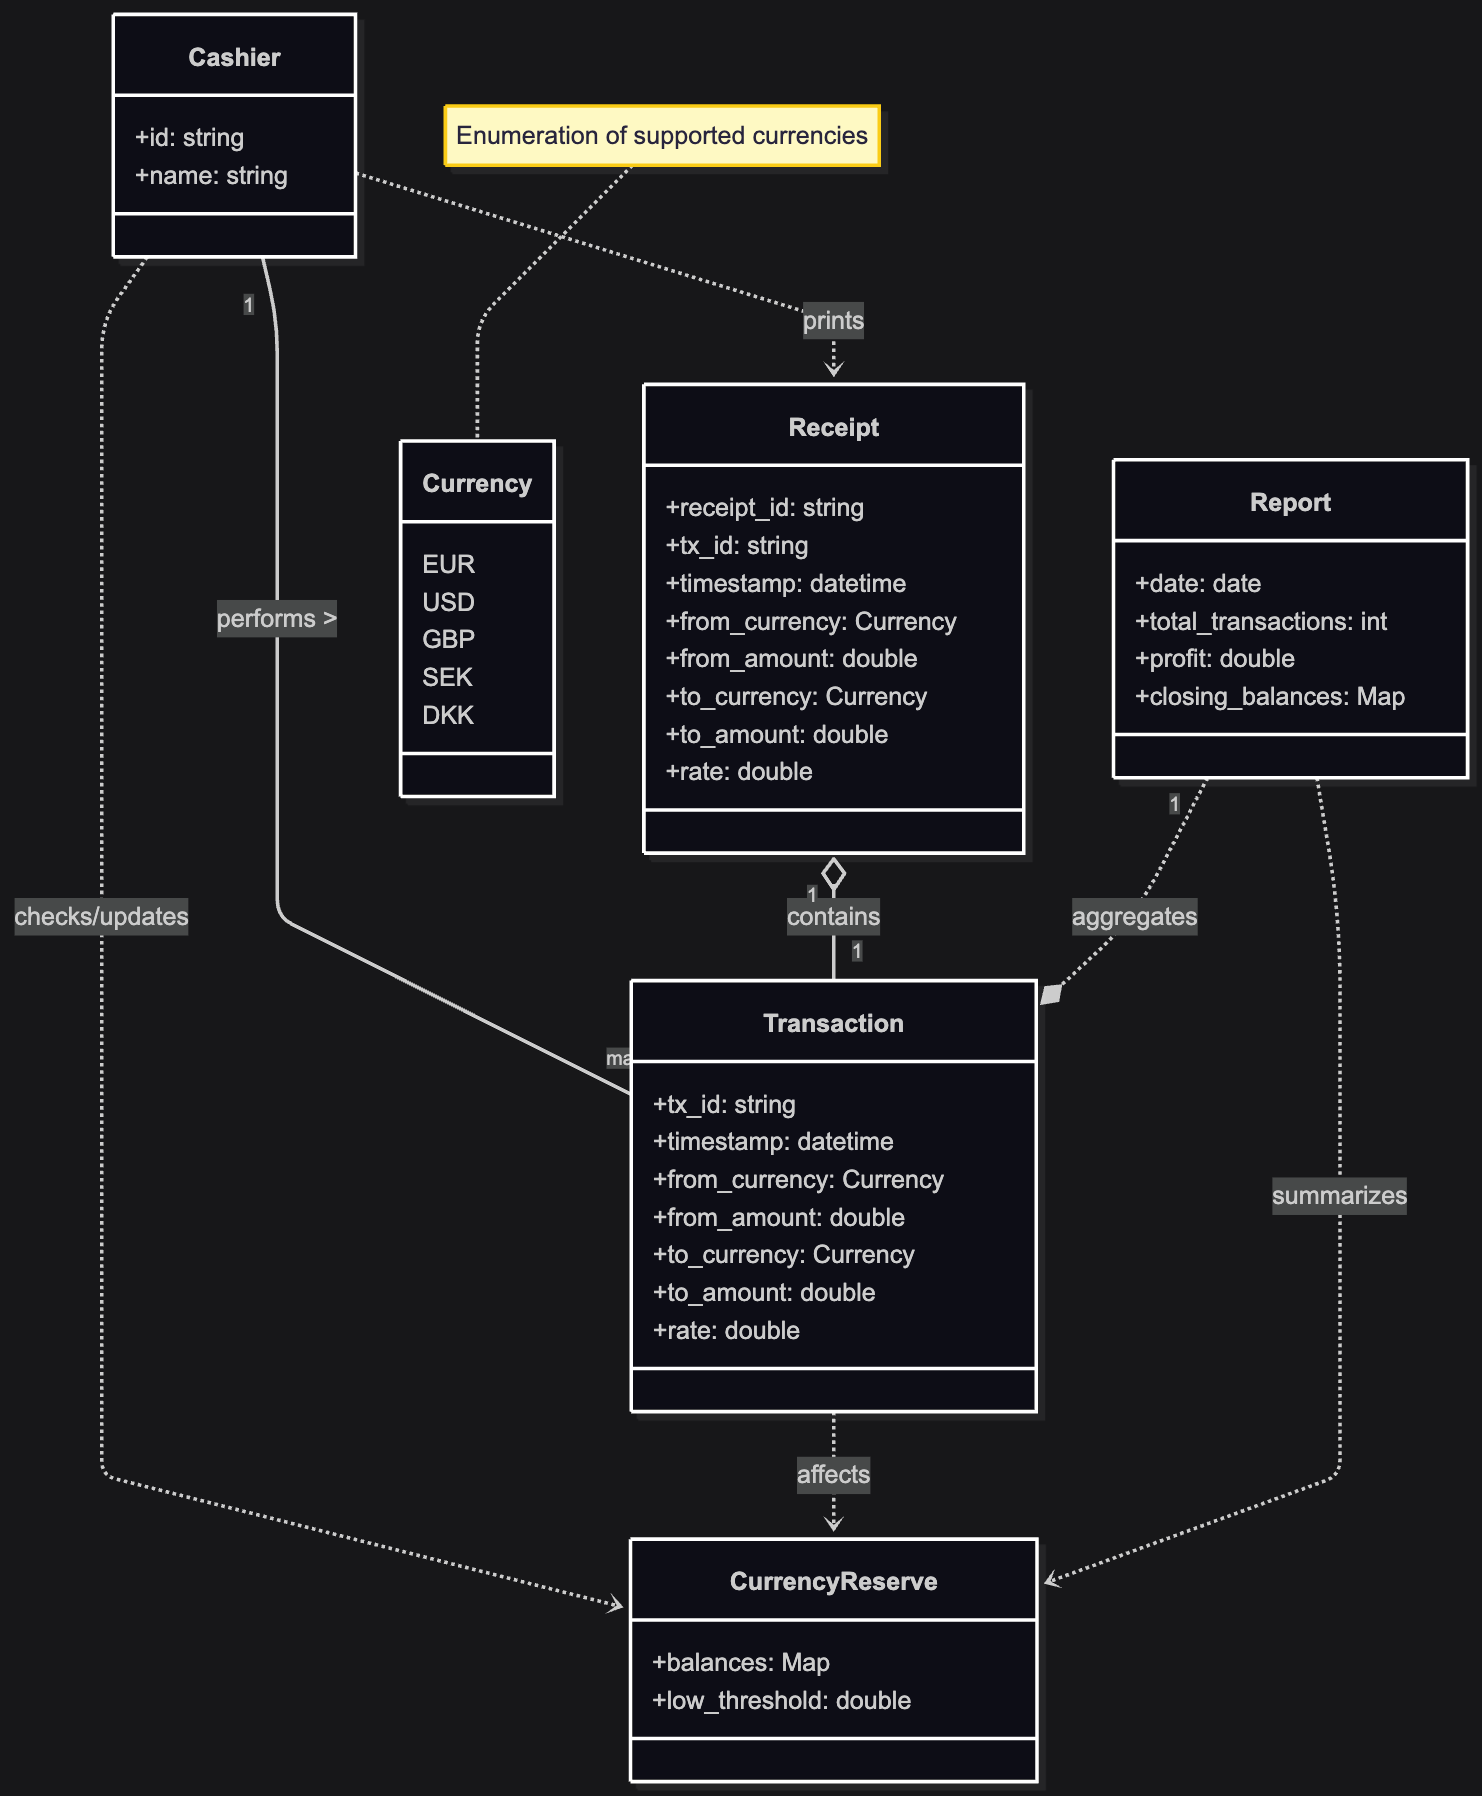 Cashier
+id: string
+name: string
Enumeration of supported currencies
1
prints
Currency
EUR
USD
GBP
SEK
DKK
Receipt
+receipt_id: string
+tx_id: string
+timestamp: datetime
+from_currency: Currency
+from_amount: double
+to_currency: Currency
+to_amount: double
+rate: double
Report
+date: date
+total_transactions: int
+profit: double
+closing_balances: Map
performs >
1
1
checks/updates
contains
aggregates
1
ma
Transaction
+tx_id: string
+timestamp: datetime
+from_currency: Currency
+from_amount: double
+to_currency: Currency
+to_amount: double
+rate: double
summarizes
affects
CurrencyReserve
+balances: Map
+low_threshold: double